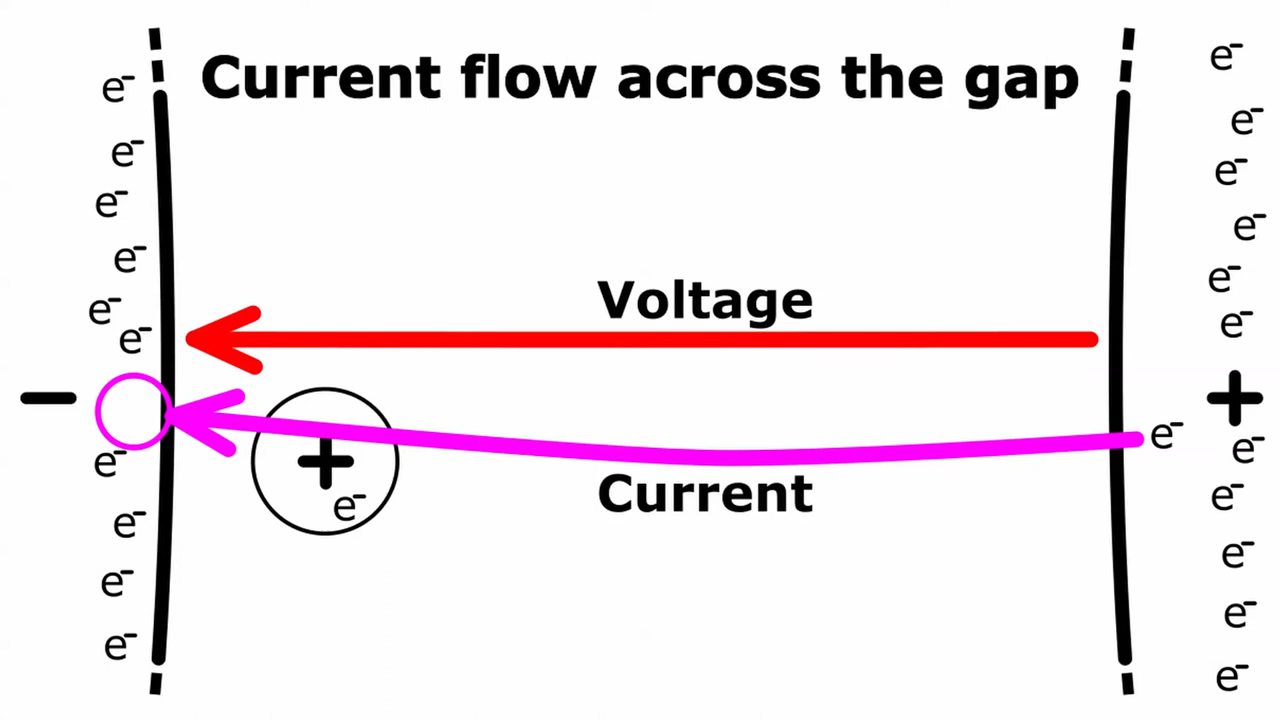 Current flow across the gap
e-
e-
e-
e-
e-
e-
e-
e-
e-
e-
Voltage
-
+
e-
Current
e-
e-
e-
e-
e-
e-
e-
e-
e-
e-
e-
e-
+